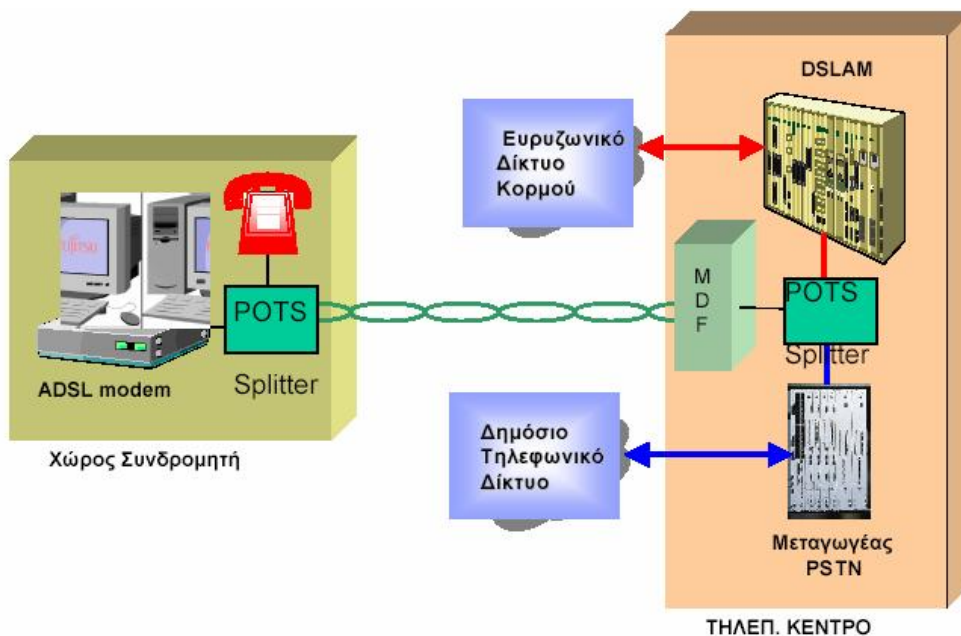 DSLAM
Ευρυζωνικό
Δίκτυο
Κορμού
M
D
F
POTS
Splitter
POTS
Splitter
ADSL modem
Χώρος Συνδρομητή
Δημόσιο
Τηλεφωνικό
Δίκτυο
Μεταγωγέας
PSTN
ΤΗΛΕΠ. ΚΕΝΤΡΟ